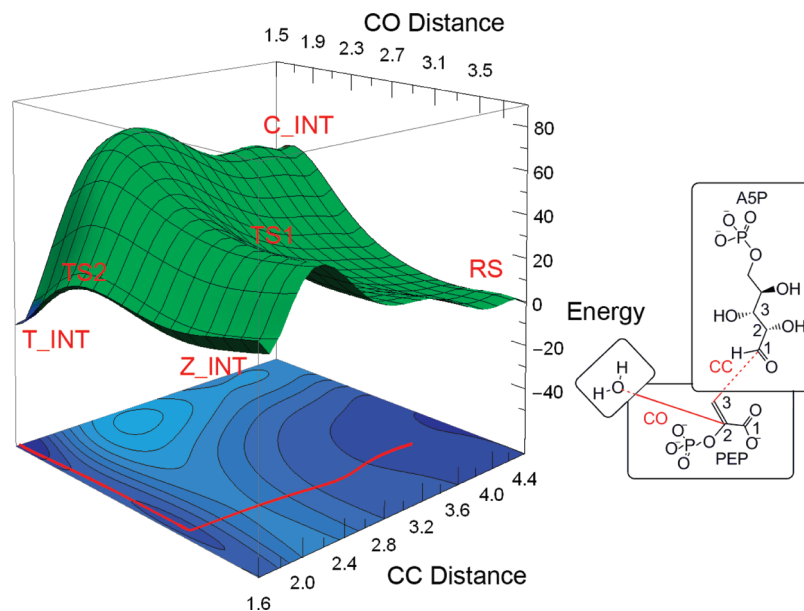 CO Distance
1.5 1.9 2.3 2.7 3.1 3.5
80
60
40
20
0
−20
−40
Energy
C_INT
TS1
RS
TS2
T_INT
Z_INT
1.6 2.0 2.4 2.8 3.2 3.6 4.0 4.4
CC Distance
A5P
O
⁻O P O⁻
O
OH
HO 3
2 OH
H 1
O
CC
H
H O
CO
3
2 1 O
O⁻
O⁻ O
⁻O P
O
PEP